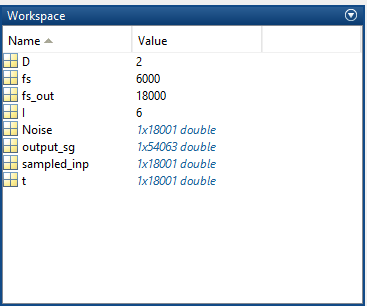 Workspace
Name Value
D 2
fs 6000
fs_out 18000
I 6
Noise 1x18001 double
output_sg 1x54063 double
sampled_inp 1x18001 double
t 1x18001 double